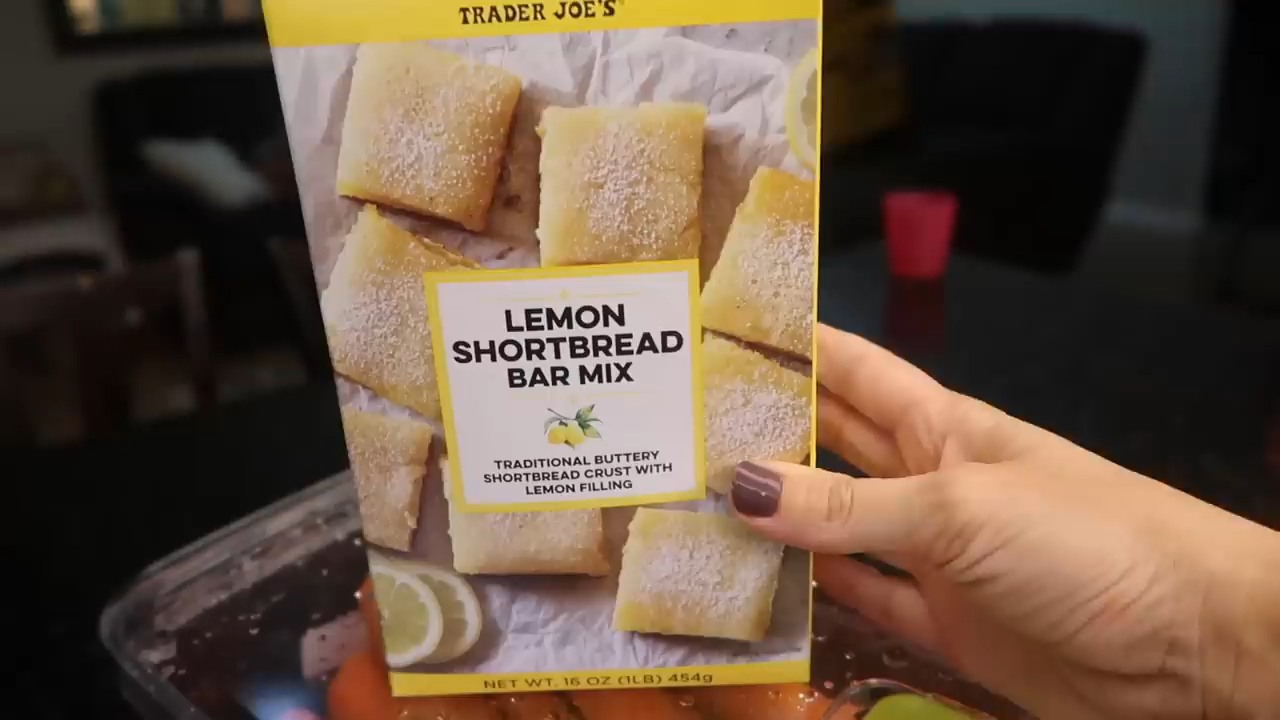 TRADER JOE'S
LEMON
SHORTBREAD
BAR MIX
TRADITIONAL BUTTERY
SHORTBREAD CRUST WITH
LEMON FILLING
NET WT. 16 OZ (1LB) 454g